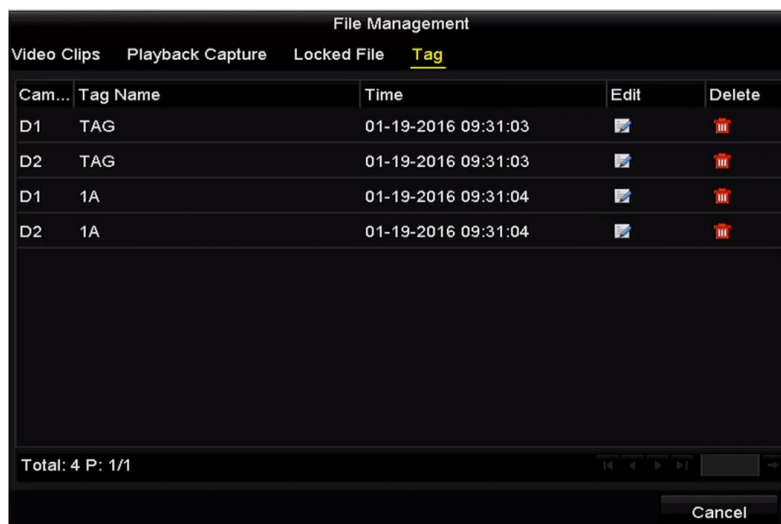 File Management
Video Clips Playback Capture Locked File Tag
Cam... Tag Name Time Edit Delete
D1 TAG 01-19-2016 09:31:03
D2 TAG 01-19-2016 09:31:03
D1 1A 01-19-2016 09:31:04
D2 1A 01-19-2016 09:31:04
Total: 4 P: 1/1
Cancel